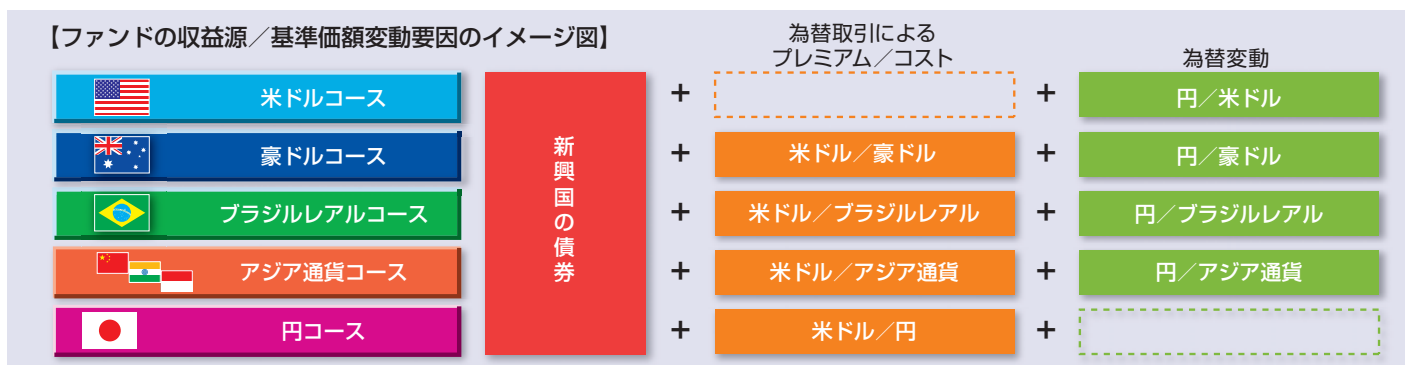 【ファンドの収益源／基準価額変動要因のイメージ図】
為替取引による
プレミアム／コスト
為替変動
米ドルコース
新興国の債券
+
+
円／米ドル
豪ドルコース
+
米ドル／豪ドル
+
円／豪ドル
ブラジルレアルコース
+
米ドル／ブラジルレアル
+
円／ブラジルレアル
アジア通貨コース
+
米ドル／アジア通貨
+
円／アジア通貨
円コース
+
米ドル／円
+